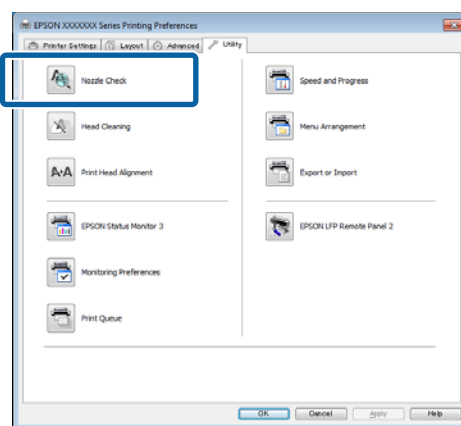 EPSON XXXXXXX Series Printing Preferences
Printer Settings Layout Advanced Utility
Nozzle Check
Speed and Progress
Head Cleaning
Menu Arrangement
Print Head Alignment
Export or Import
EPSON Status Monitor 3
EPSON LFP Remote Panel 2
Monitoring Preferences
Print Queue
OK Cancel Apply Help